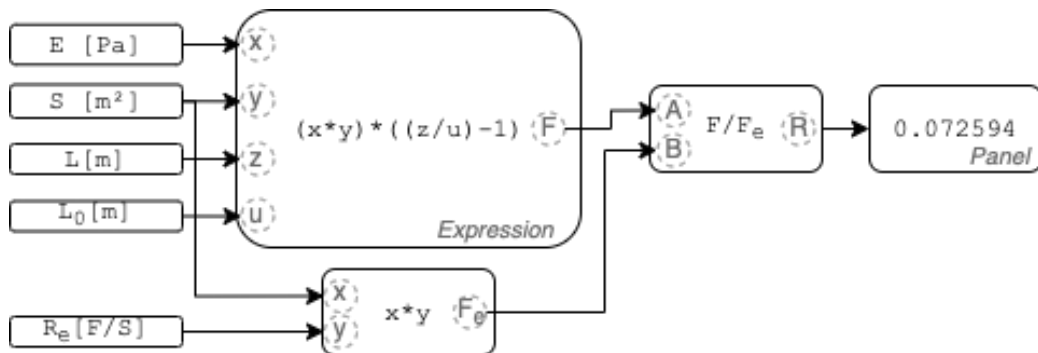 E [Pa]
S [m²]
L[m]
L₀[m]
Rₑ[F/S]
x
y
z
u
(x*y)*((z/u)-1)
F
Expression
x
y
x*y
Fₑ
A
B
F/Fₑ
R
0.072594
Panel